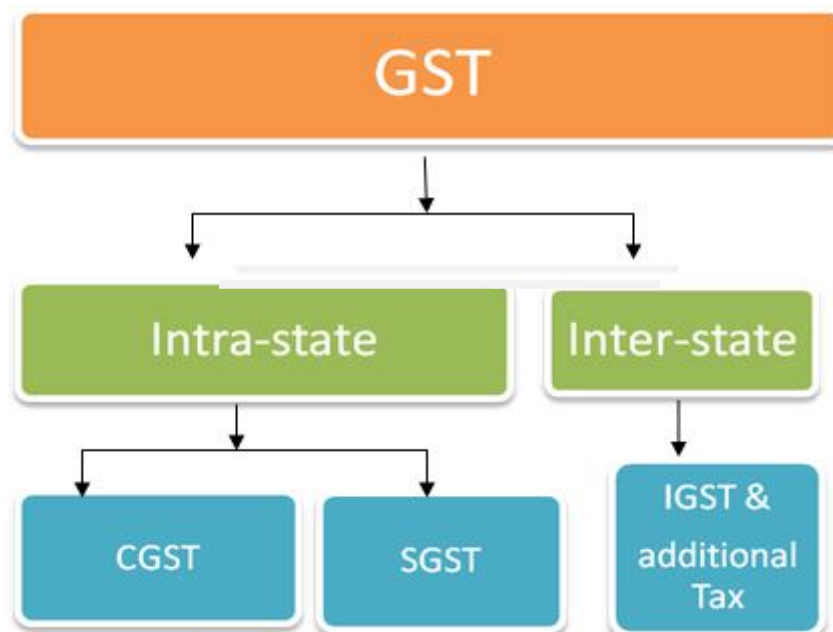 GST
Intra-state
Inter-state
CGST
SGST
IGST &
additional
Tax